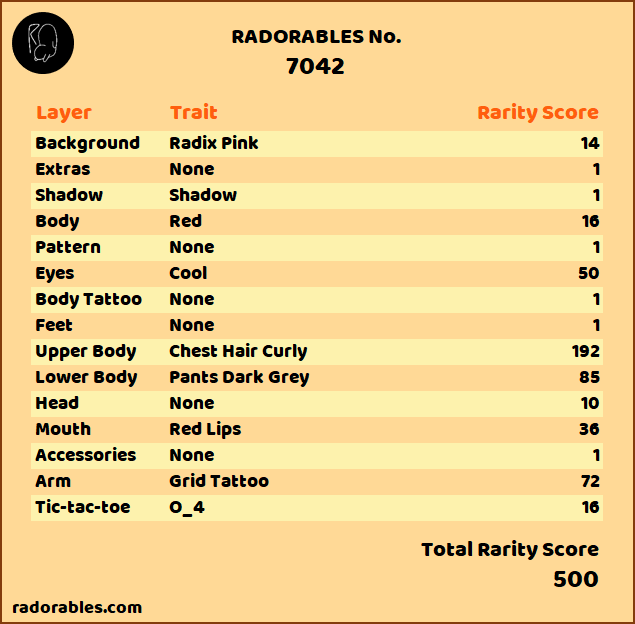 RADORABLES No.
7042
Layer Trait Rarity Score
Background Radix Pink 14
Extras None 1
Shadow Shadow 1
Body Red 16
Pattern None 1
Eyes Cool 50
Body Tattoo None 1
Feet None 1
Upper Body Chest Hair Curly 192
Lower Body Pants Dark Grey 85
Head None 10
Mouth Red Lips 36
Accessories None 1
Arm Grid Tattoo 72
Tic-tac-toe O_4 16
Total Rarity Score
500
radorables.com